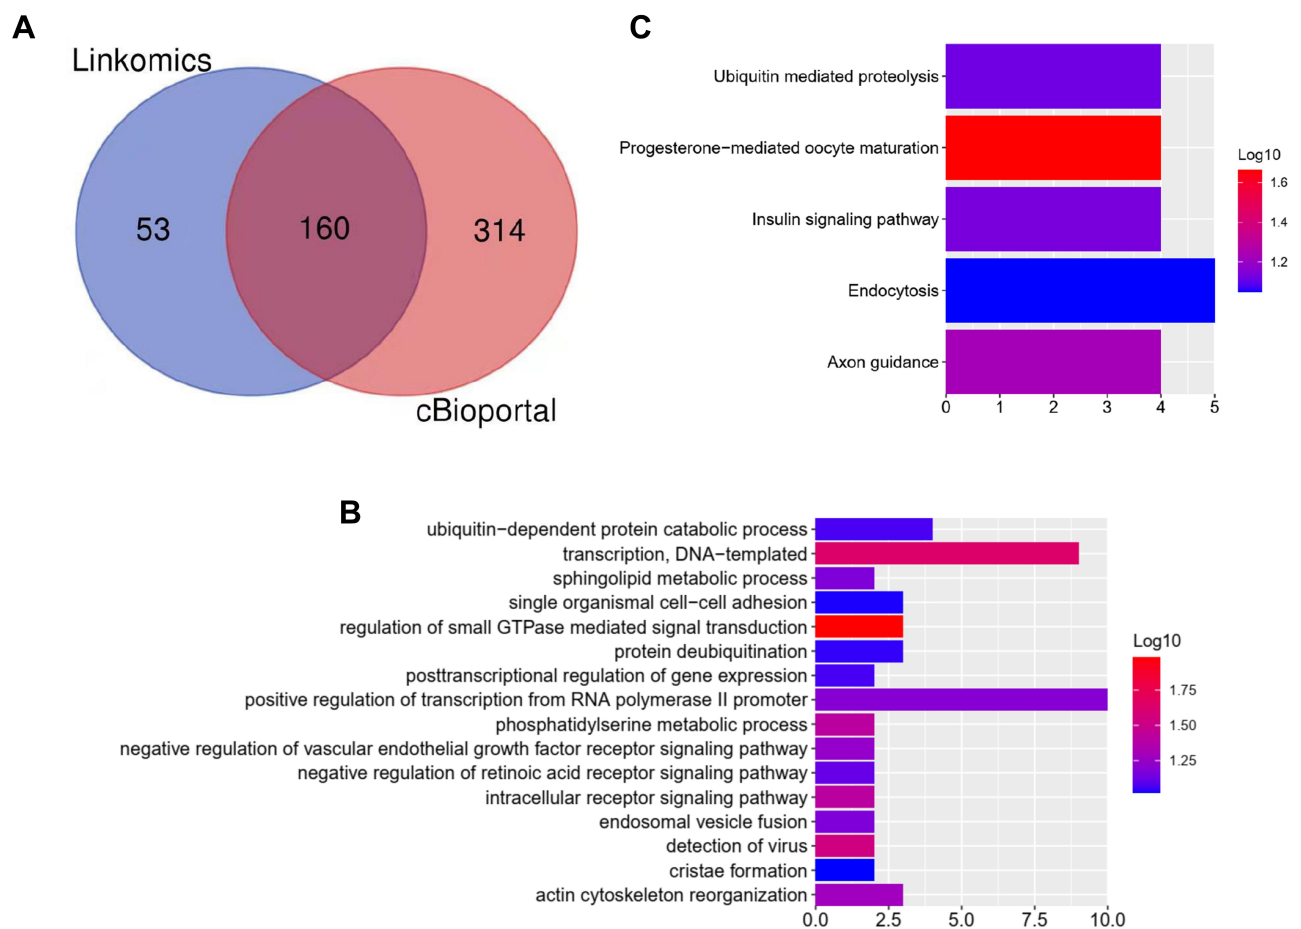 A
Linkomics
53
160
314
cBioportal
C
Ubiquitin mediated proteolysis
Progesterone−mediated oocyte maturation
Insulin signaling pathway
Endocytosis
Axon guidance
0 1 2 3 4 5
Log10
1.6
1.4
1.2
B
ubiquitin−dependent protein catabolic process
transcription, DNA−templated
sphingolipid metabolic process
single organismal cell−cell adhesion
regulation of small GTPase mediated signal transduction
protein deubiquitination
posttranscriptional regulation of gene expression
positive regulation of transcription from RNA polymerase II promoter
phosphatidylserine metabolic process
negative regulation of vascular endothelial growth factor receptor signaling pathway
negative regulation of retinoic acid receptor signaling pathway
intracellular receptor signaling pathway
endosomal vesicle fusion
detection of virus
cristae formation
actin cytoskeleton reorganization
0.0 2.5 5.0 7.5 10.0
Log10
1.75
1.50
1.25